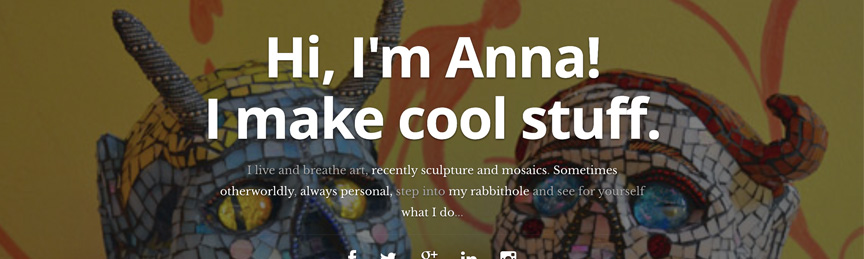 Hi, I'm Anna!
I make cool stuff.
I live and breathe art, recently sculpture and mosaics. Sometimes
otherworldly, always personal, step into my rabbithole and see for yourself
what I do...
f g+ in